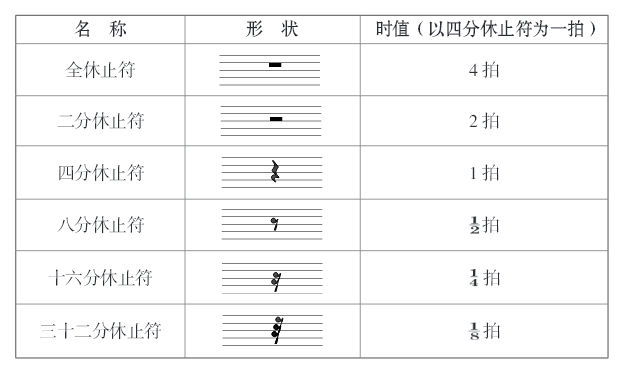 名 称 形 状 时值（以四分休止符为一拍）
全休止符 4 拍
二分休止符 2 拍
四分休止符 1 拍
八分休止符 1/2 拍
十六分休止符 1/4 拍
三十二分休止符 1/8 拍